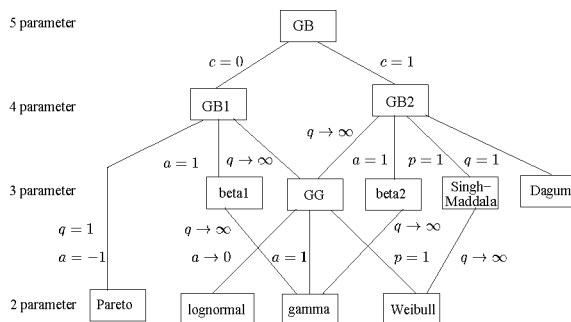 5 parameter
GB
c = 0
c = 1
4 parameter
GB1
GB2
q → ∞
a = 1
q → ∞
a = 1
p = 1
q = 1
3 parameter
beta1
GG
beta2
Singh−
Maddala
Dagum
q = 1
q → ∞
q → ∞
a = −1
a → 0
a = 1
p = 1
q → ∞
2 parameter
Pareto
lognormal
gamma
Weibull